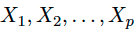 X₁, X₂, …, Xₚ